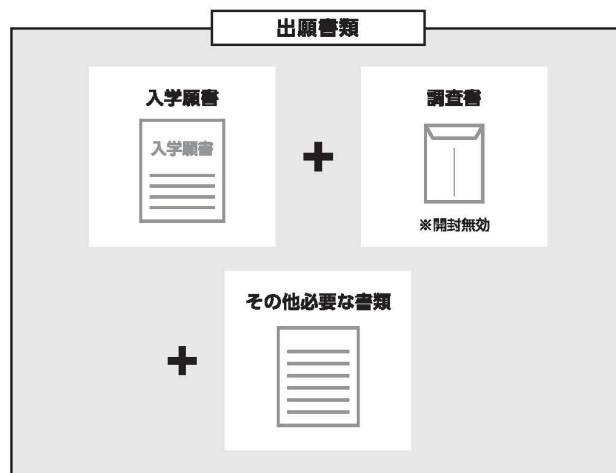 出願書類
入学願書
入学願書
調査書
※開封無効
その他必要な書類